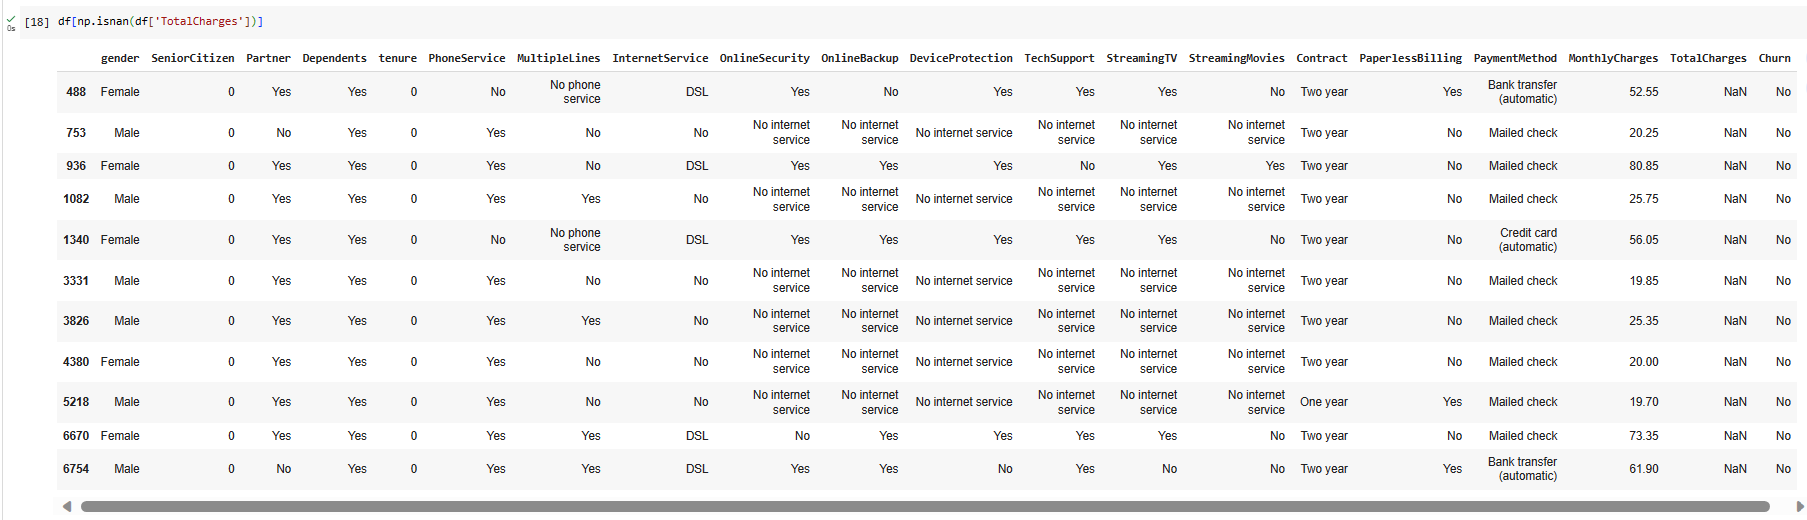 [18] df[np.isnan(df['TotalCharges'])]
0s
gender SeniorCitizen Partner Dependents tenure PhoneService MultipleLines InternetService OnlineSecurity OnlineBackup DeviceProtection TechSupport StreamingTV StreamingMovies Contract PaperlessBilling PaymentMethod MonthlyCharges TotalCharges Churn
488 Female 0 Yes Yes 0 No No phone service DSL Yes No Yes Yes Yes No Two year Yes Bank transfer (automatic) 52.55 NaN No
753 Male 0 No Yes 0 Yes No No No internet service No internet service No internet service No internet service No internet service No internet service Two year No Mailed check 20.25 NaN No
936 Female 0 Yes Yes 0 Yes No DSL Yes Yes Yes No Yes Yes Two year No Mailed check 80.85 NaN No
1082 Male 0 Yes Yes 0 Yes Yes No No internet service No internet service No internet service No internet service No internet service No internet service Two year No Mailed check 25.75 NaN No
1340 Female 0 Yes Yes 0 No No phone service DSL Yes Yes Yes Yes Yes No Two year No Credit card (automatic) 56.05 NaN No
3331 Male 0 Yes Yes 0 Yes No No No internet service No internet service No internet service No internet service No internet service No internet service Two year No Mailed check 19.85 NaN No
3826 Male 0 Yes Yes 0 Yes Yes No No internet service No internet service No internet service No internet service No internet service No internet service Two year No Mailed check 25.35 NaN No
4380 Female 0 Yes Yes 0 Yes No No No internet service No internet service No internet service No internet service No internet service No internet service Two year No Mailed check 20.00 NaN No
5218 Male 0 Yes Yes 0 Yes No No No internet service No internet service No internet service No internet service No internet service No internet service One year Yes Mailed check 19.70 NaN No
6670 Female 0 Yes Yes 0 Yes Yes DSL No Yes Yes Yes Yes No Two year No Mailed check 73.35 NaN No
6754 Male 0 No Yes 0 Yes Yes DSL Yes Yes No Yes No No Two year Yes Bank transfer (automatic) 61.90 NaN No